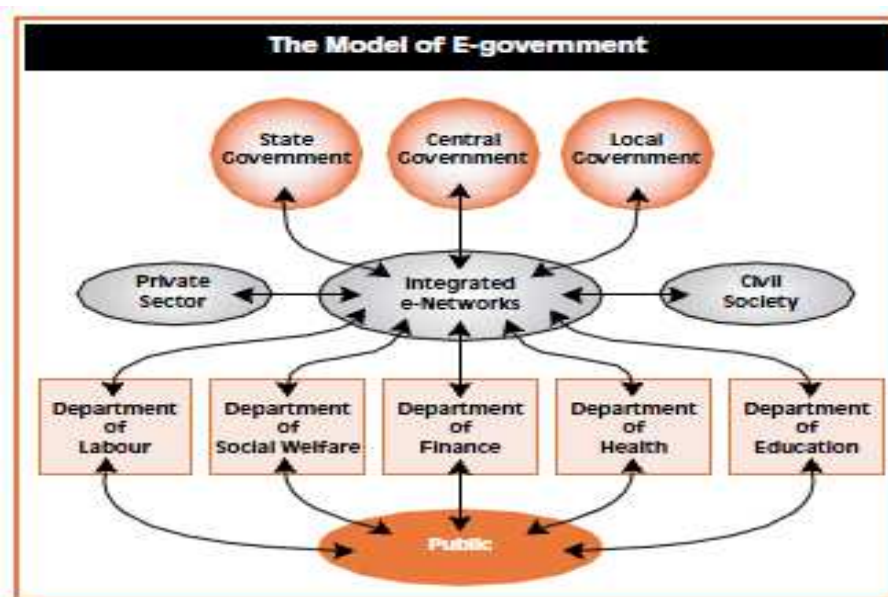 The Model of E-government
State
Government
Central
Government
Local
Government
Private
Sector
Integrated
e-Networks
Civil
Society
Department
of
Labour
Department
of
Social Welfare
Department
of
Finance
Department
of
Health
Department
of
Education
Public